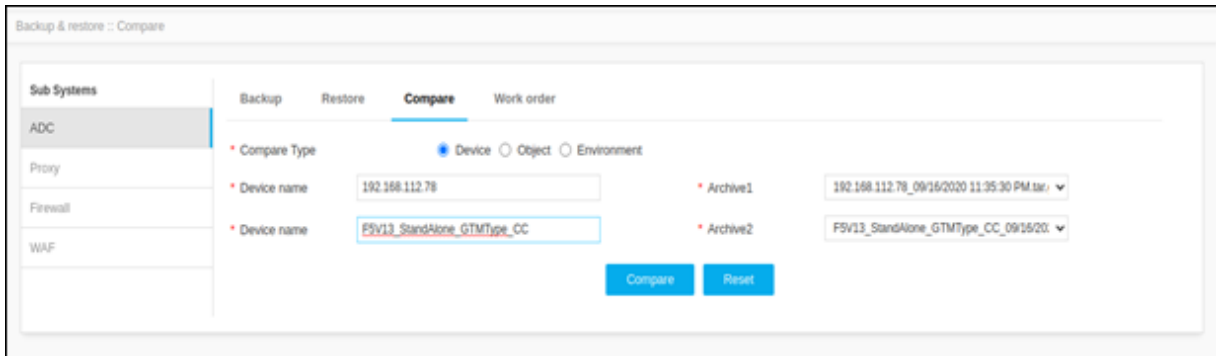 Backup & restore :: Compare
Sub Systems
ADC
Proxy
Firewall
WAF
Backup Restore Compare Work order
* Compare Type Device Object Environment
* Device name 192.168.112.78 * Archive1 192.168.112.78_09/16/2020 11:35:30 PM.tar.
* Device name F5V13_StandAlone_GTMType_CC * Archive2 F5V13_StandAlone_GTMType_CC_09/16/20
Compare Reset